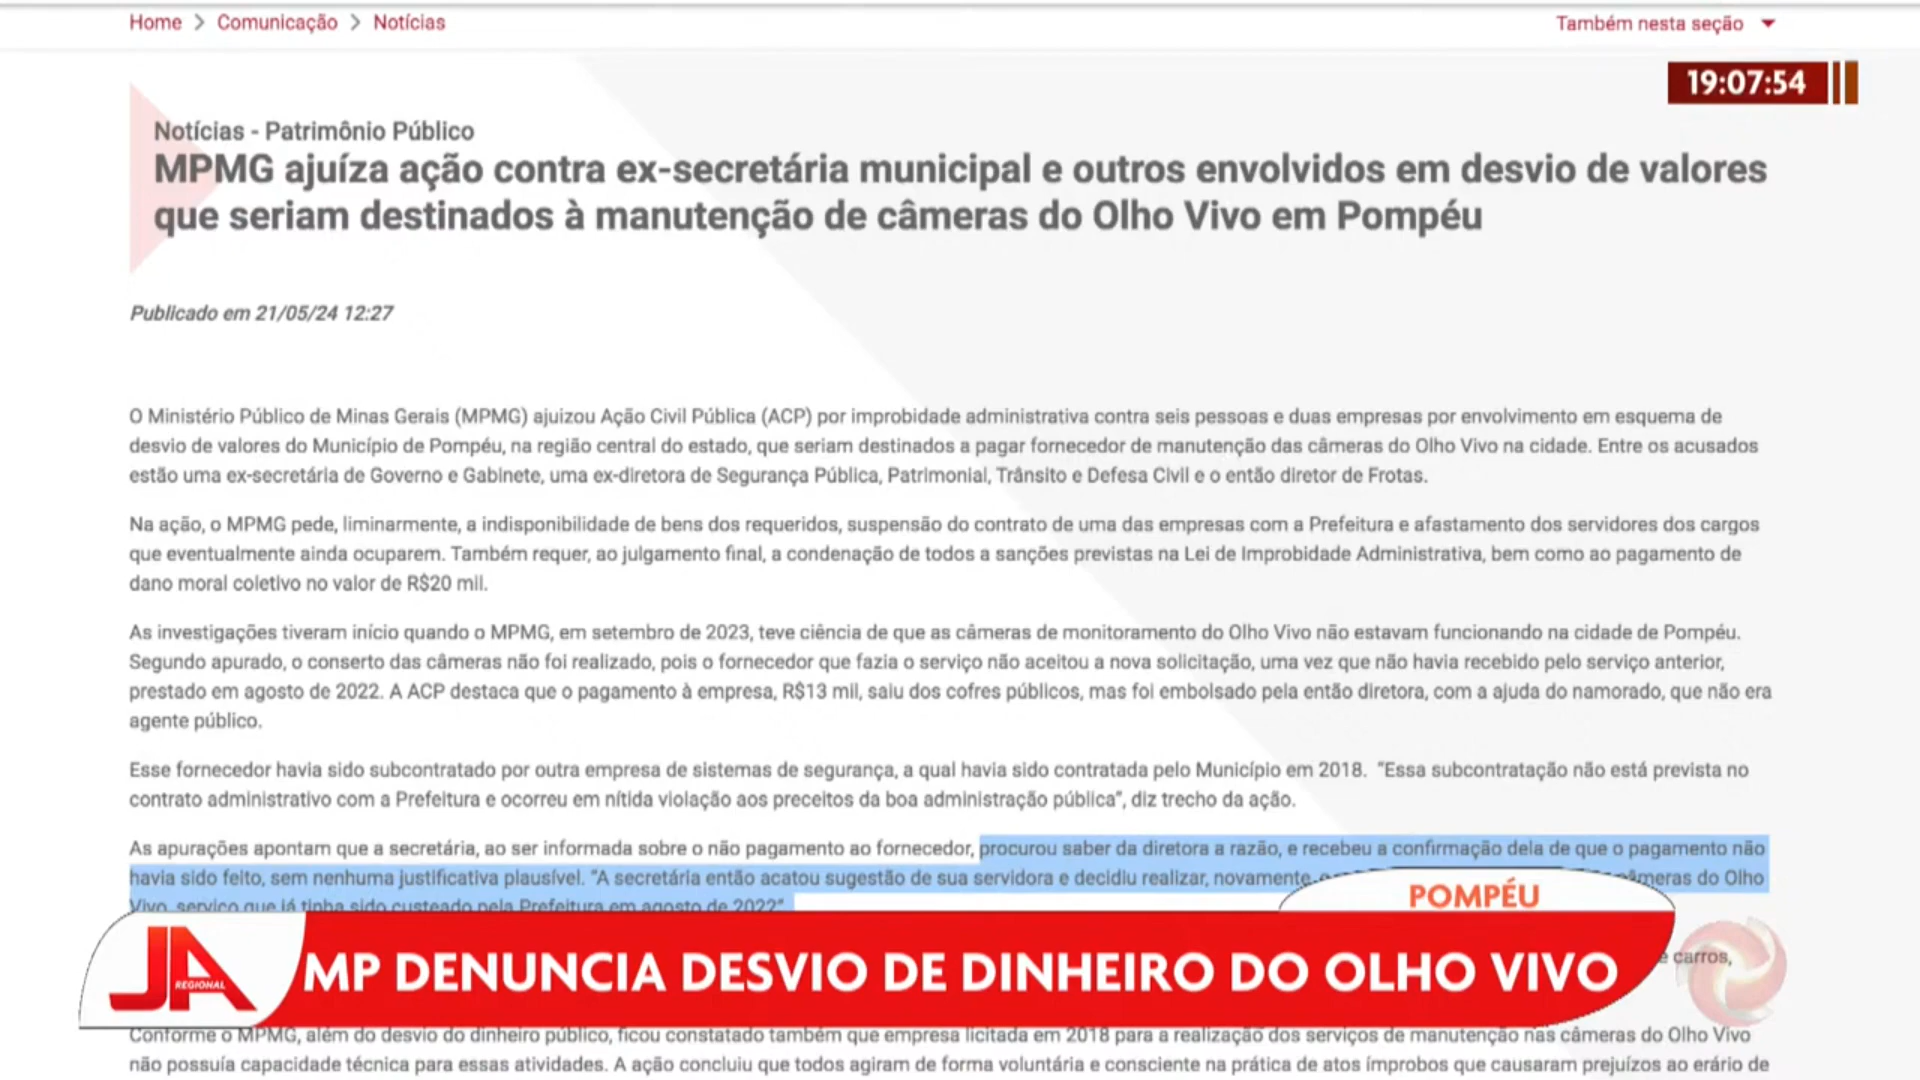 Home > Comunicação > Notícias
Também nesta seção
19:07:54
Notícias - Patrimônio Público
MPMG ajuíza ação contra ex-secretária municipal e outros envolvidos em desvio de valores
que seriam destinados à manutenção de câmeras do Olho Vivo em Pompéu
Publicado em 21/05/24 12:27
O Ministério Público de Minas Gerais (MPMG) ajuizou Ação Civil Pública (ACP) por improbidade administrativa contra seis pessoas e duas empresas por envolvimento em esquema de
desvio de valores do Município de Pompéu, na região central do estado, que seriam destinados a pagar fornecedor de manutenção das câmeras do Olho Vivo na cidade. Entre os acusados
estão uma ex-secretária de Governo e Gabinete, uma ex-diretora de Segurança Pública, Patrimonial, Trânsito e Defesa Civil e o então diretor de Frotas.
Na ação, o MPMG pede, liminarmente, a indisponibilidade de bens dos requeridos, suspensão do contrato de uma das empresas com a Prefeitura e afastamento dos servidores dos cargos
que eventualmente ainda ocuparem. Também requer, ao julgamento final, a condenação de todos a sanções previstas na Lei de Improbidade Administrativa, bem como ao pagamento de
dano moral coletivo no valor de R$20 mil.
As investigações tiveram início quando o MPMG, em setembro de 2023, teve ciência de que as câmeras de monitoramento do Olho Vivo não estavam funcionando na cidade de Pompéu.
Segundo apurado, o conserto das câmeras não foi realizado, pois o fornecedor que fazia o serviço não aceitou a nova solicitação, uma vez que não havia recebido pelo serviço anterior,
prestado em agosto de 2022. A ACP destaca que o pagamento à empresa, R$13 mil, saiu dos cofres públicos, mas foi embolsado pela então diretora, com a ajuda do namorado, que não era
agente público.
Esse fornecedor havia sido subcontratado por outra empresa de sistemas de segurança, a qual havia sido contratada pelo Município em 2018. “Essa subcontratação não está prevista no
contrato administrativo com a Prefeitura e ocorreu em nítida violação aos preceitos da boa administração pública”, diz trecho da ação.
As apurações apontam que a secretária, ao ser informada sobre o não pagamento ao fornecedor, procurou saber da diretora a razão, e recebeu a confirmação dela de que o pagamento não
havia sido feito, sem nenhuma justificativa plausível. “A secretária então acatou sugestão de sua servidora e decidiu realizar, novamente, câmeras do Olho
Vivo, serviço que já tinha sido custeado pela Prefeitura em agosto de 2022”.
POMPÉU
JA REGIONAL
MP DENUNCIA DESVIO DE DINHEIRO DO OLHO VIVO
e carros,
Conforme o MPMG, além do desvio do dinheiro público, ficou constatado também que empresa licitada em 2018 para a realização dos serviços de manutenção nas câmeras do Olho Vivo
não possuía capacidade técnica para essas atividades. A ação concluiu que todos agiram de forma voluntária e consciente na prática de atos ímprobos que causaram prejuízos ao erário de